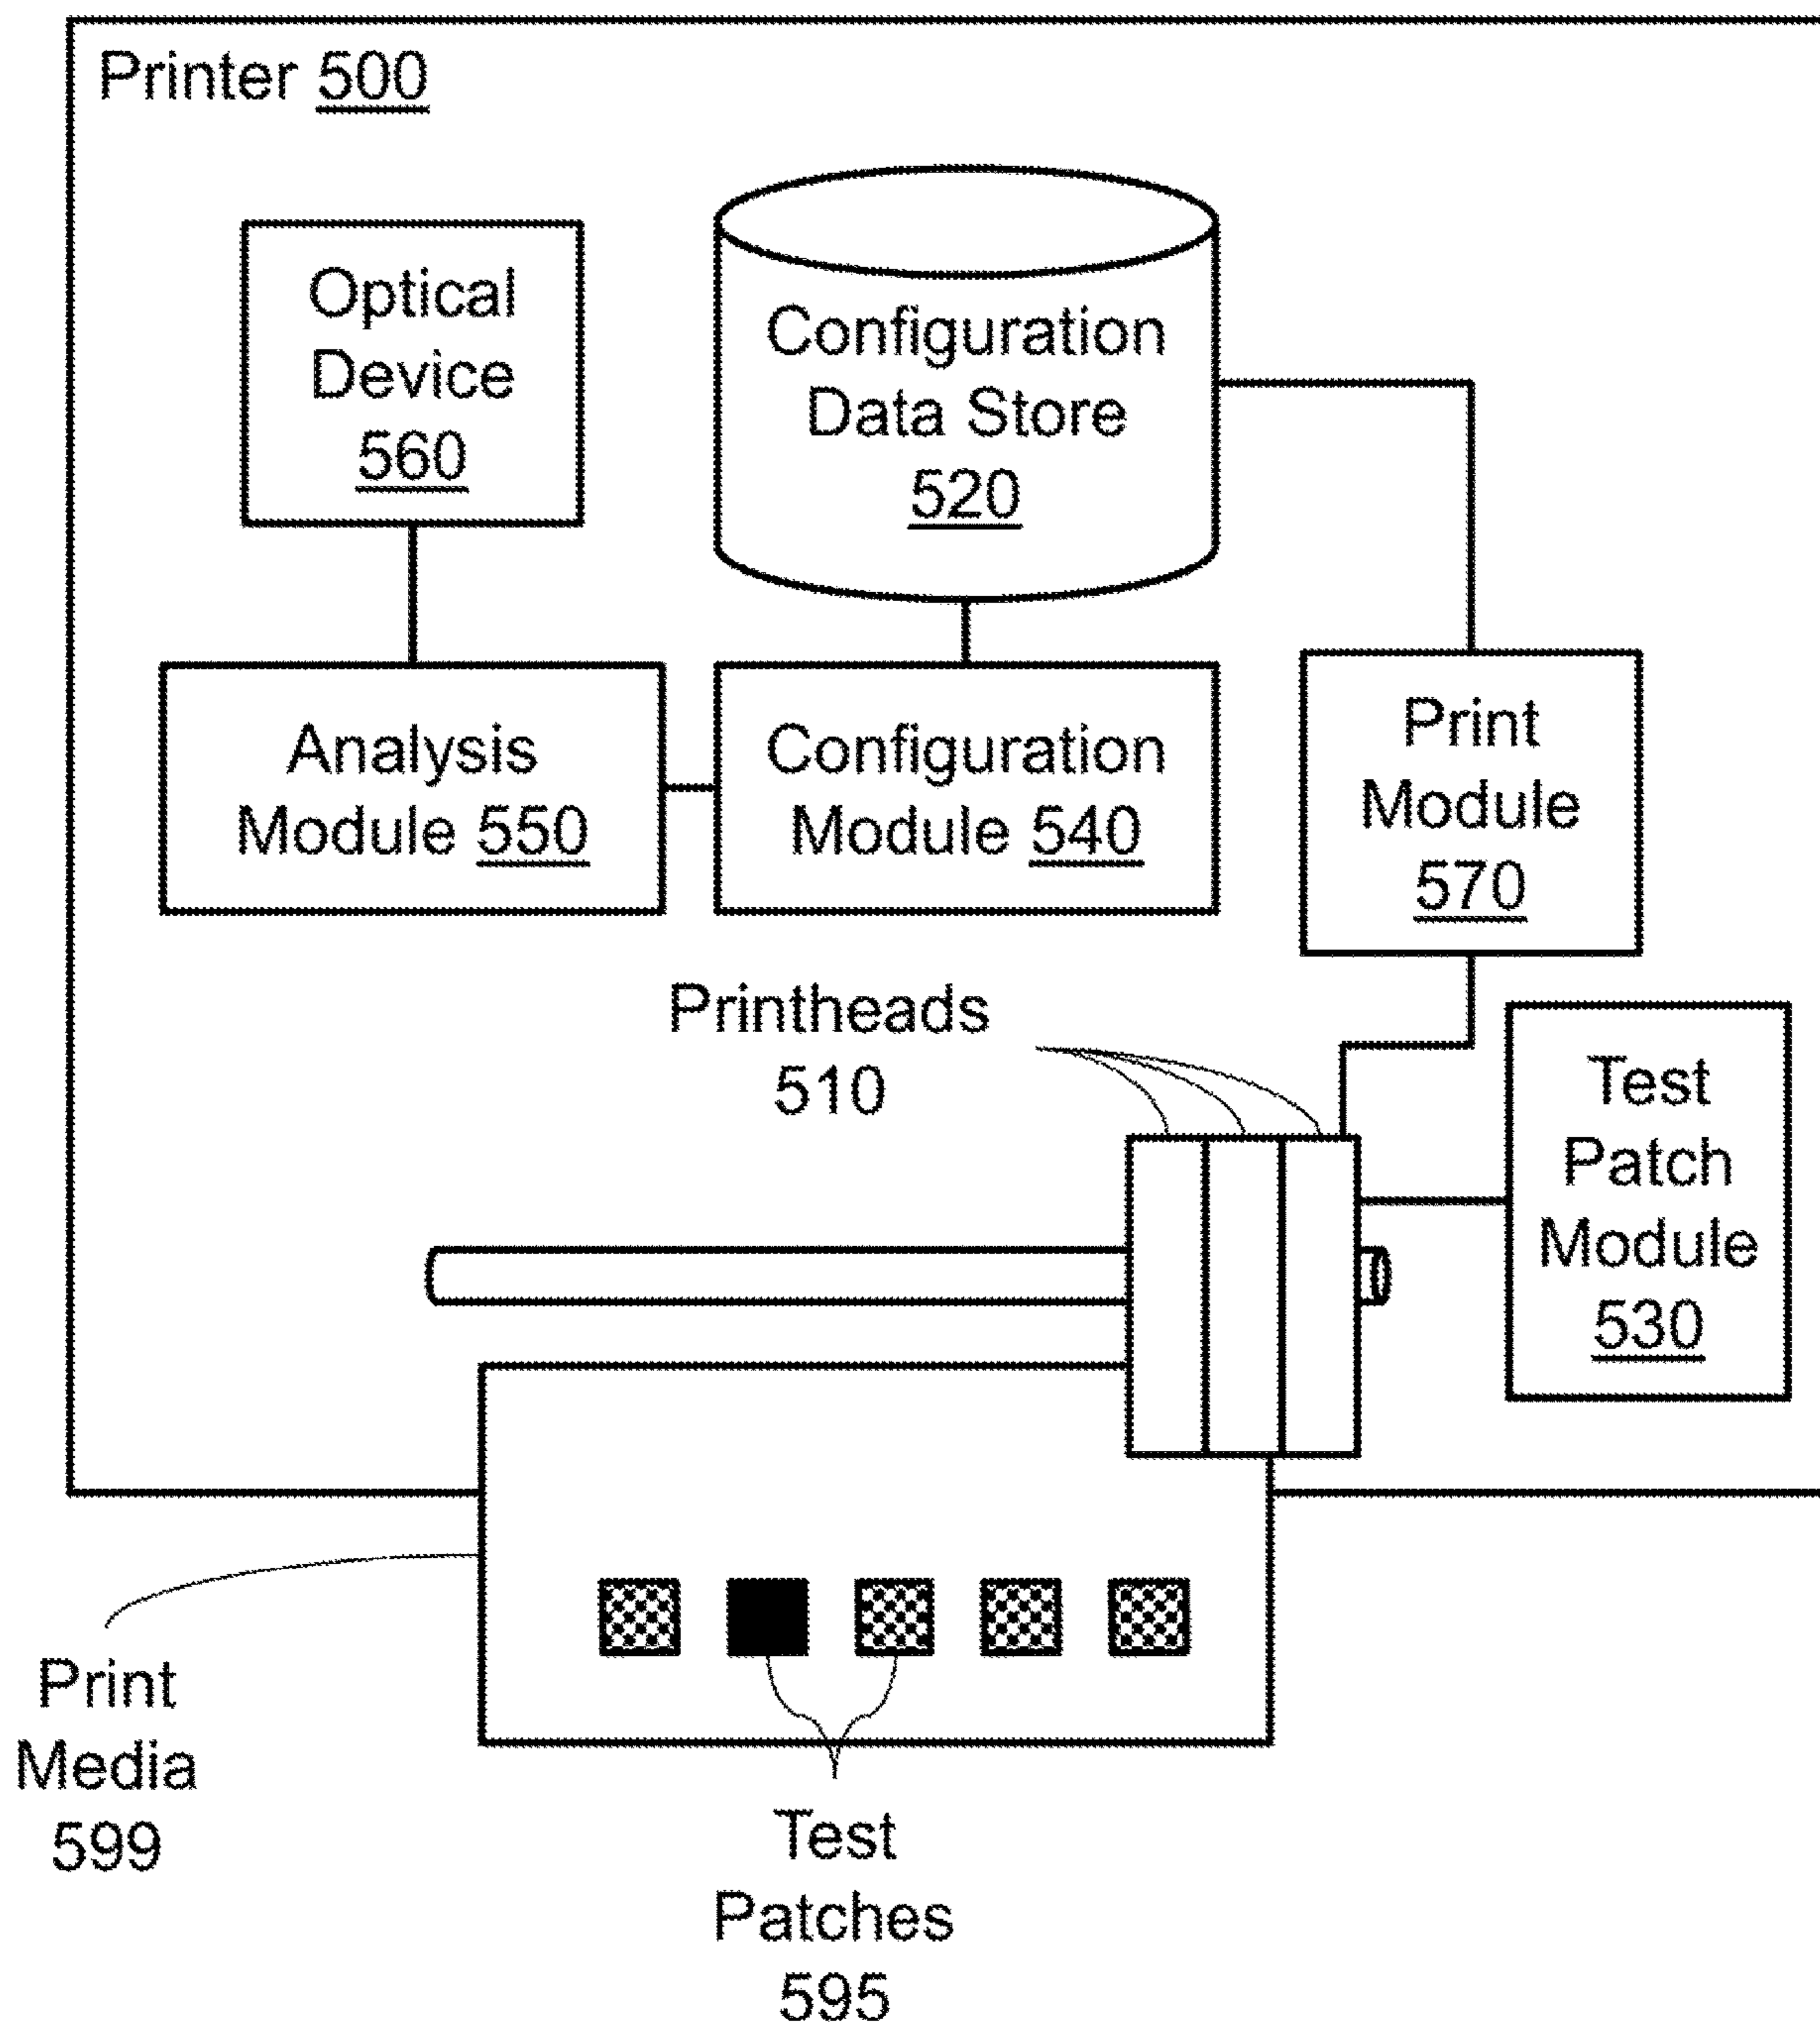 Printer 500
Optical
Device
560
Configuration
Data Store
520
Analysis
Module 550
Configuration
Module 540
Print
Module
570
Printheads
510
Test
Patch
Module
530
Print
Media
599
Test
Patches
595